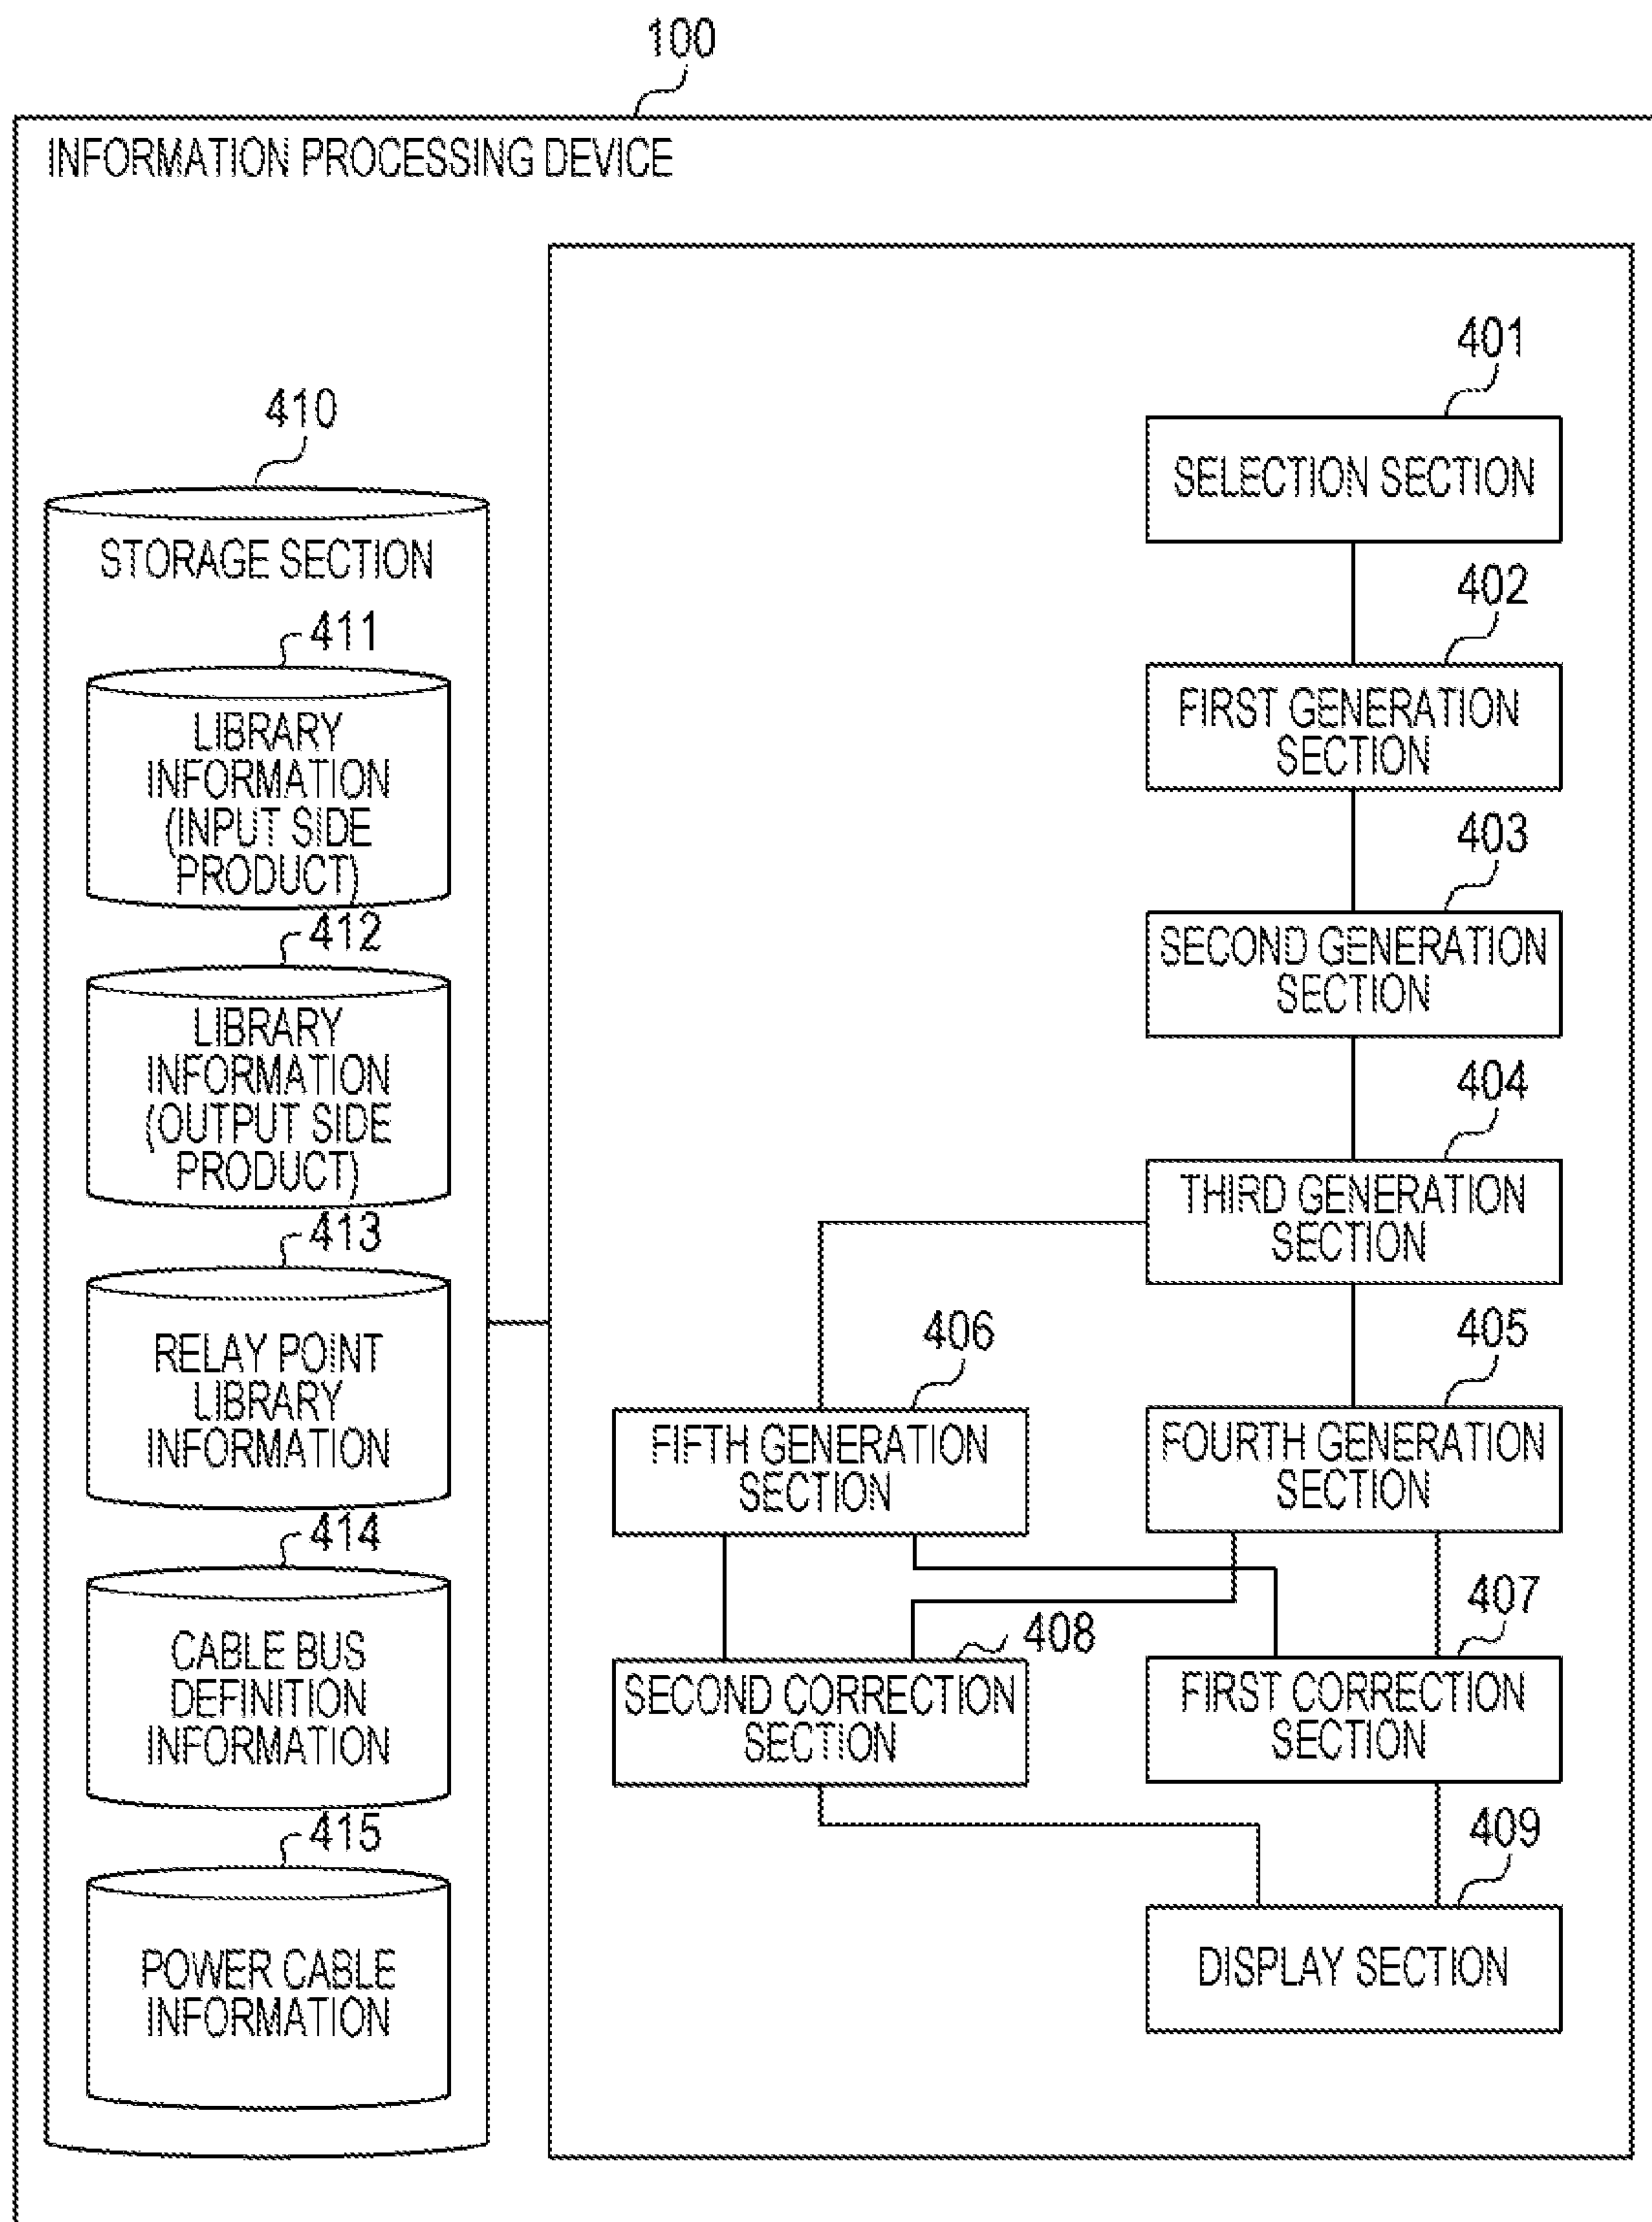 100
INFORMATION PROCESSING DEVICE
410
STORAGE SECTION
411
LIBRARY
INFORMATION
(INPUT SIDE
PRODUCT)
412
LIBRARY
INFORMATION
(OUTPUT SIDE
PRODUCT)
413
RELAY POINT
LIBRARY
INFORMATION
414
CABLE BUS
DEFINITION
INFORMATION
415
POWER CABLE
INFORMATION
401
SELECTION SECTION
402
FIRST GENERATION
SECTION
403
SECOND GENERATION
SECTION
404
THIRD GENERATION
SECTION
406
FIFTH GENERATION
SECTION
405
FOURTH GENERATION
SECTION
408
SECOND CORRECTION
SECTION
407
FIRST CORRECTION
SECTION
409
DISPLAY SECTION